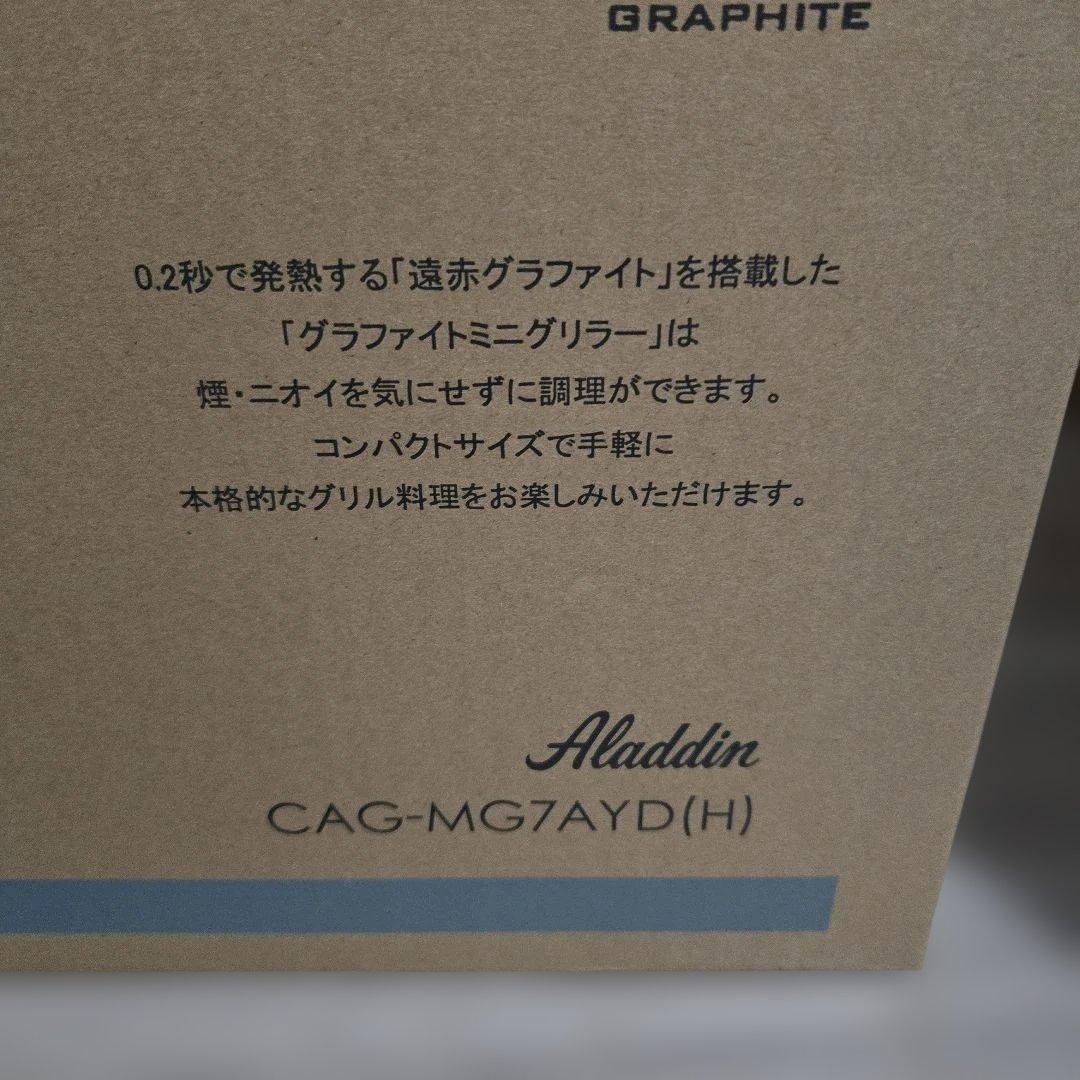 GRAPHITE
0.2秒で発熱する「遠赤グラファイト」を搭載した
「グラファイトミニグリラー」は
煙・ニオイを気にせずに調理ができます。
コンパクトサイズで手軽に
本格的なグリル料理をお楽しみいただけます。
Aladdin
CAG-MG7AYD(H)